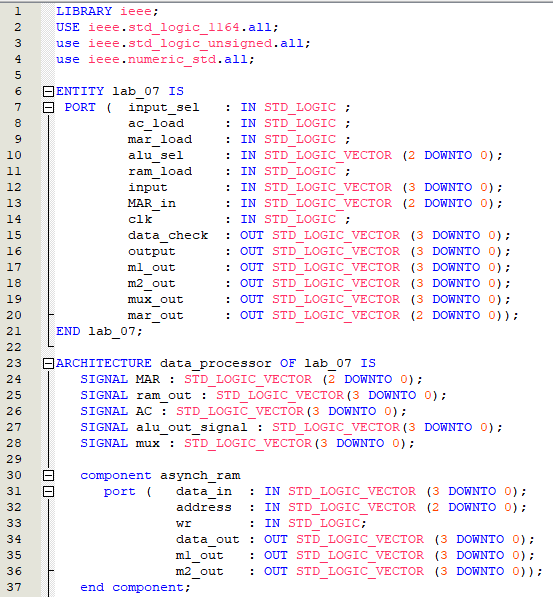 1 LIBRARY ieee;
2 USE ieee.std_logic_1164.all;
3 use ieee.std_logic_unsigned.all;
4 use ieee.numeric_std.all;
5
6 ENTITY lab_07 IS
7 PORT ( input_sel : IN STD_LOGIC ;
8 ac_load : IN STD_LOGIC ;
9 mar_load : IN STD_LOGIC ;
10 alu_sel : IN STD_LOGIC_VECTOR (2 DOWNTO 0);
11 ram_load : IN STD_LOGIC ;
12 input : IN STD_LOGIC_VECTOR (3 DOWNTO 0);
13 MAR_in : IN STD_LOGIC_VECTOR (2 DOWNTO 0);
14 clk : IN STD_LOGIC ;
15 data_check : OUT STD_LOGIC_VECTOR (3 DOWNTO 0);
16 output : OUT STD_LOGIC_VECTOR (3 DOWNTO 0);
17 m1_out : OUT STD_LOGIC_VECTOR (3 DOWNTO 0);
18 m2_out : OUT STD_LOGIC_VECTOR (3 DOWNTO 0);
19 mux_out : OUT STD_LOGIC_VECTOR (3 DOWNTO 0);
20 mar_out : OUT STD_LOGIC_VECTOR (2 DOWNTO 0));
21 END lab_07;
22
23 ARCHITECTURE data_processor OF lab_07 IS
24 SIGNAL MAR : STD_LOGIC_VECTOR (2 DOWNTO 0);
25 SIGNAL ram_out : STD_LOGIC_VECTOR(3 DOWNTO 0);
26 SIGNAL AC : STD_LOGIC_VECTOR(3 DOWNTO 0);
27 SIGNAL alu_out_signal : STD_LOGIC_VECTOR(3 DOWNTO 0);
28 SIGNAL mux : STD_LOGIC_VECTOR(3 DOWNTO 0);
29
30 component asynch_ram
31 port ( data_in : IN STD_LOGIC_VECTOR (3 DOWNTO 0);
32 address : IN STD_LOGIC_VECTOR (2 DOWNTO 0);
33 wr : IN STD_LOGIC;
34 data_out : OUT STD_LOGIC_VECTOR (3 DOWNTO 0);
35 m1_out : OUT STD_LOGIC_VECTOR (3 DOWNTO 0);
36 m2_out : OUT STD_LOGIC_VECTOR (3 DOWNTO 0));
37 end component;